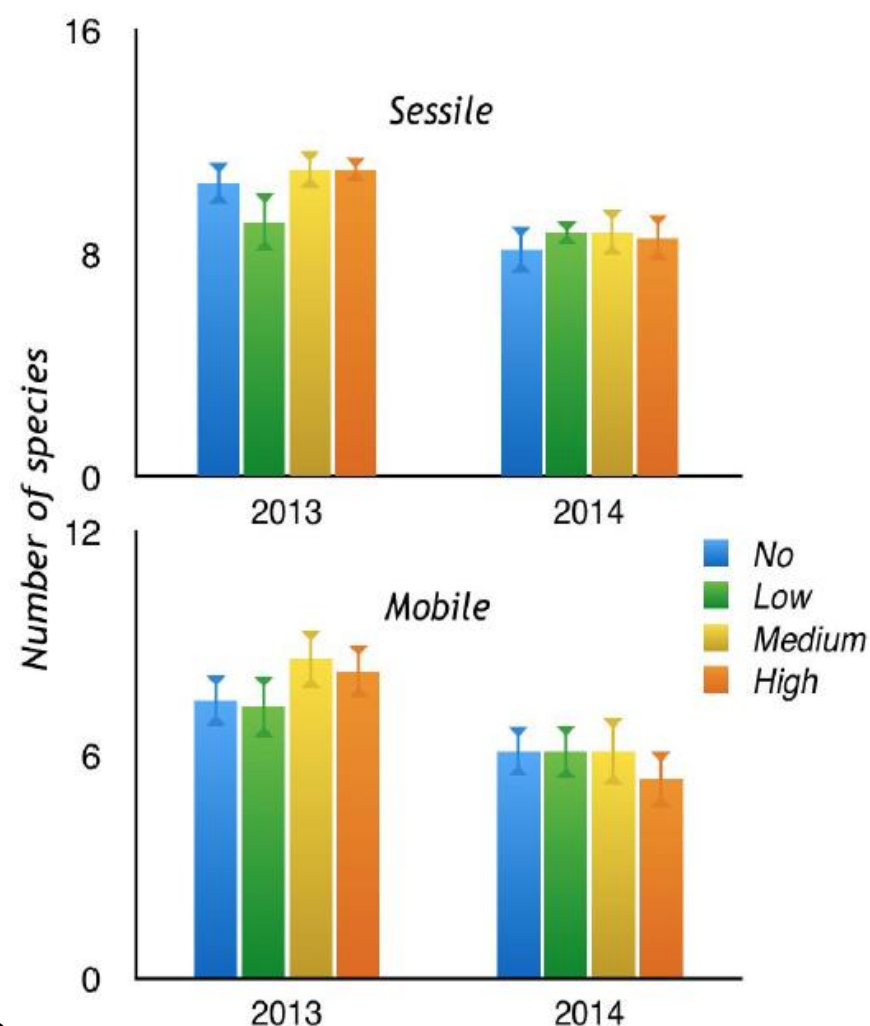 16
Sessile
8
0
2013 2014
Number of species
12
No
Low
Medium
High
Mobile
6
0
2013 2014